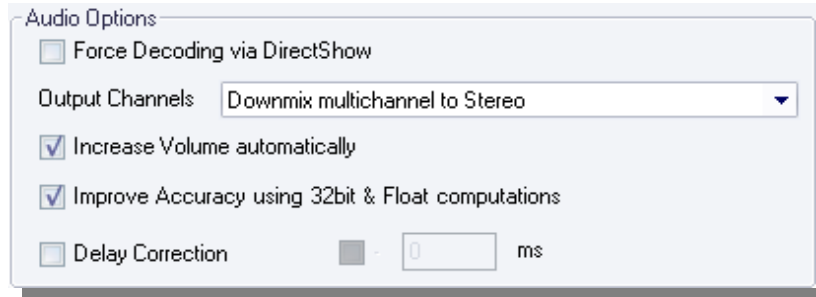 Audio Options
Force Decoding via DirectShow
Output Channels Downmix multichannel to Stereo
Increase Volume automatically
Improve Accuracy using 32bit & Float computations
Delay Correction - 0 ms